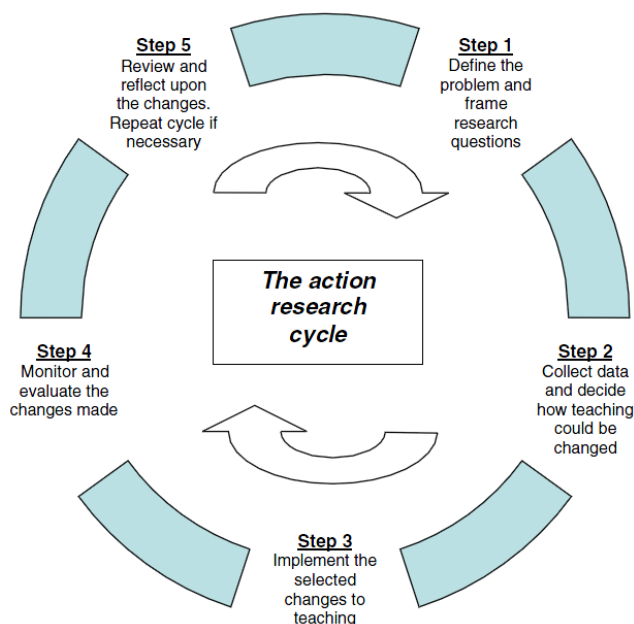 Step 5
Review and
reflect upon
the changes.
Repeat cycle if
necessary
Step 1
Define the
problem and
frame
research
questions
The action
research
cycle
Step 4
Monitor and
evaluate the
changes made
Step 2
Collect data
and decide
how teaching
could be
changed
Step 3
Implement the
selected
changes to
teaching